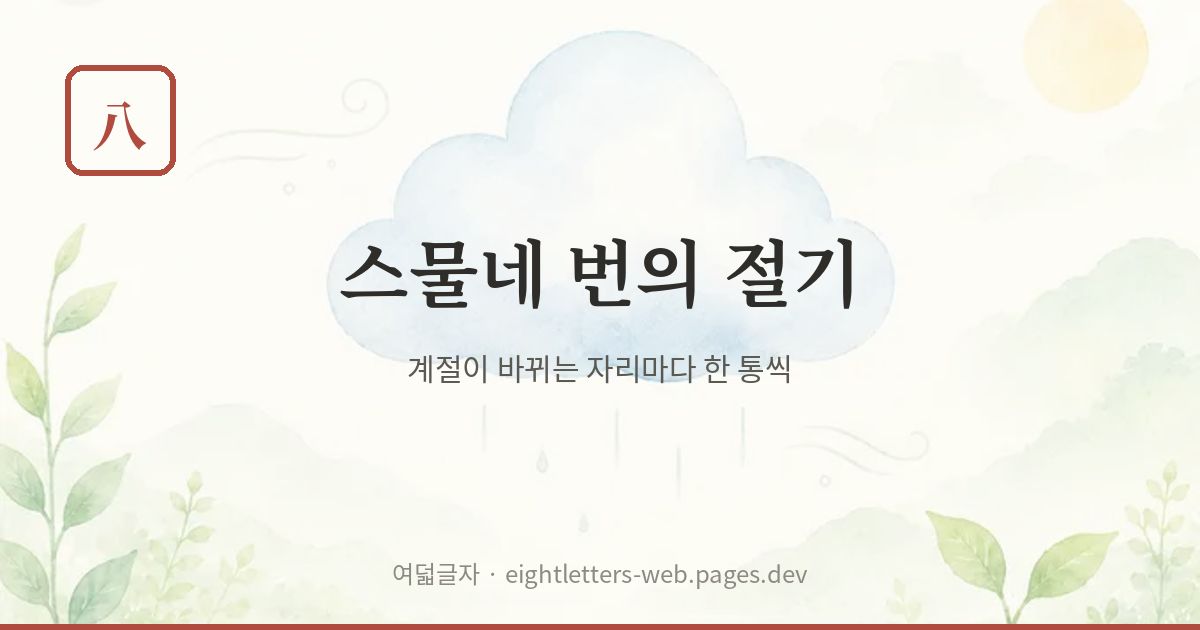 八
스물네 번의 절기
계절이 바뀌는 자리마다 한 통씩
여덟글자 · eightletters-web.pages.dev